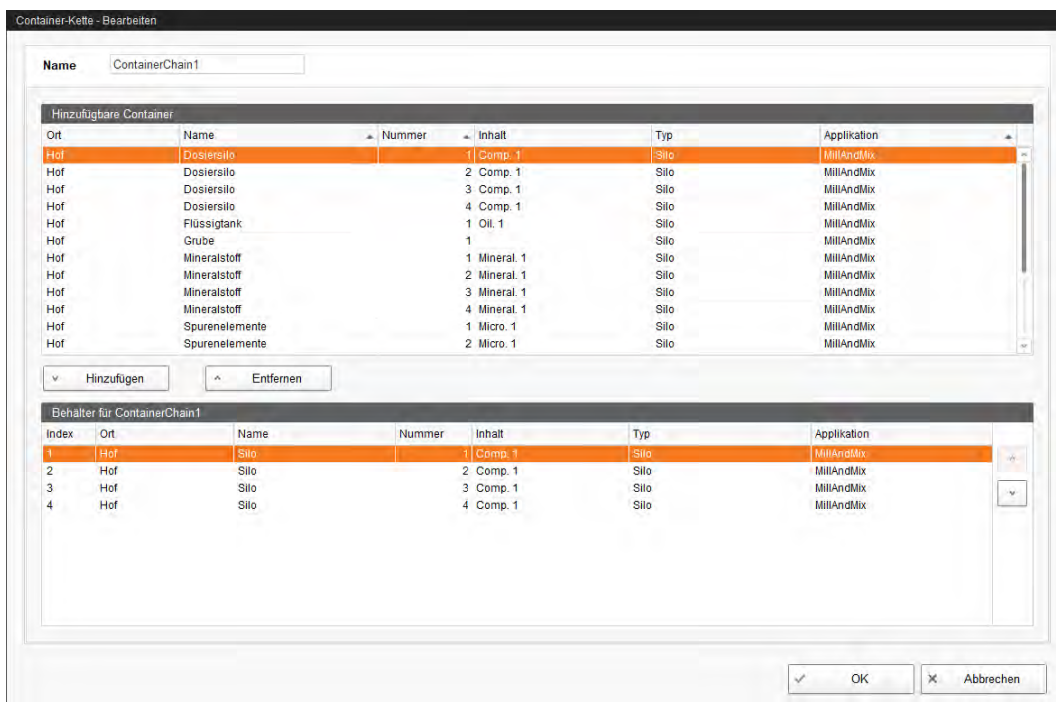 Container-Kette - Bearbeiten
Name ContainerChain1
Hinzufügbare Container
Ort Name Nummer Inhalt Typ Applikation
Hof Dosiersilo 1 Comp. 1 Silo MillAndMix
Hof Dosiersilo 2 Comp. 1 Silo MillAndMix
Hof Dosiersilo 3 Comp. 1 Silo MillAndMix
Hof Dosiersilo 4 Comp. 1 Silo MillAndMix
Hof Flüssigtank 1 Oil. 1 Silo MillAndMix
Hof Grube 1 Silo MillAndMix
Hof Mineralstoff 1 Mineral. 1 Silo MillAndMix
Hof Mineralstoff 2 Mineral. 1 Silo MillAndMix
Hof Mineralstoff 3 Mineral. 1 Silo MillAndMix
Hof Mineralstoff 4 Mineral. 1 Silo MillAndMix
Hof Spurenelemente 1 Micro. 1 Silo MillAndMix
Hof Spurenelemente 2 Micro. 1 Silo MillAndMix
Hinzufügen Entfernen
Behälter für ContainerChain1
Index Ort Name Nummer Inhalt Typ Applikation
1 Hof Silo 1 Comp. 1 Silo MillAndMix
2 Hof Silo 2 Comp. 1 Silo MillAndMix
3 Hof Silo 3 Comp. 1 Silo MillAndMix
4 Hof Silo 4 Comp. 1 Silo MillAndMix
OK Abbrechen